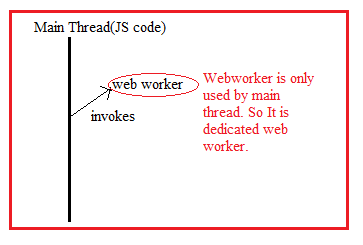 Main Thread(JS code)
web worker
invokes
Webworker is only
used by main
thread. So It is
dedicated web
worker.